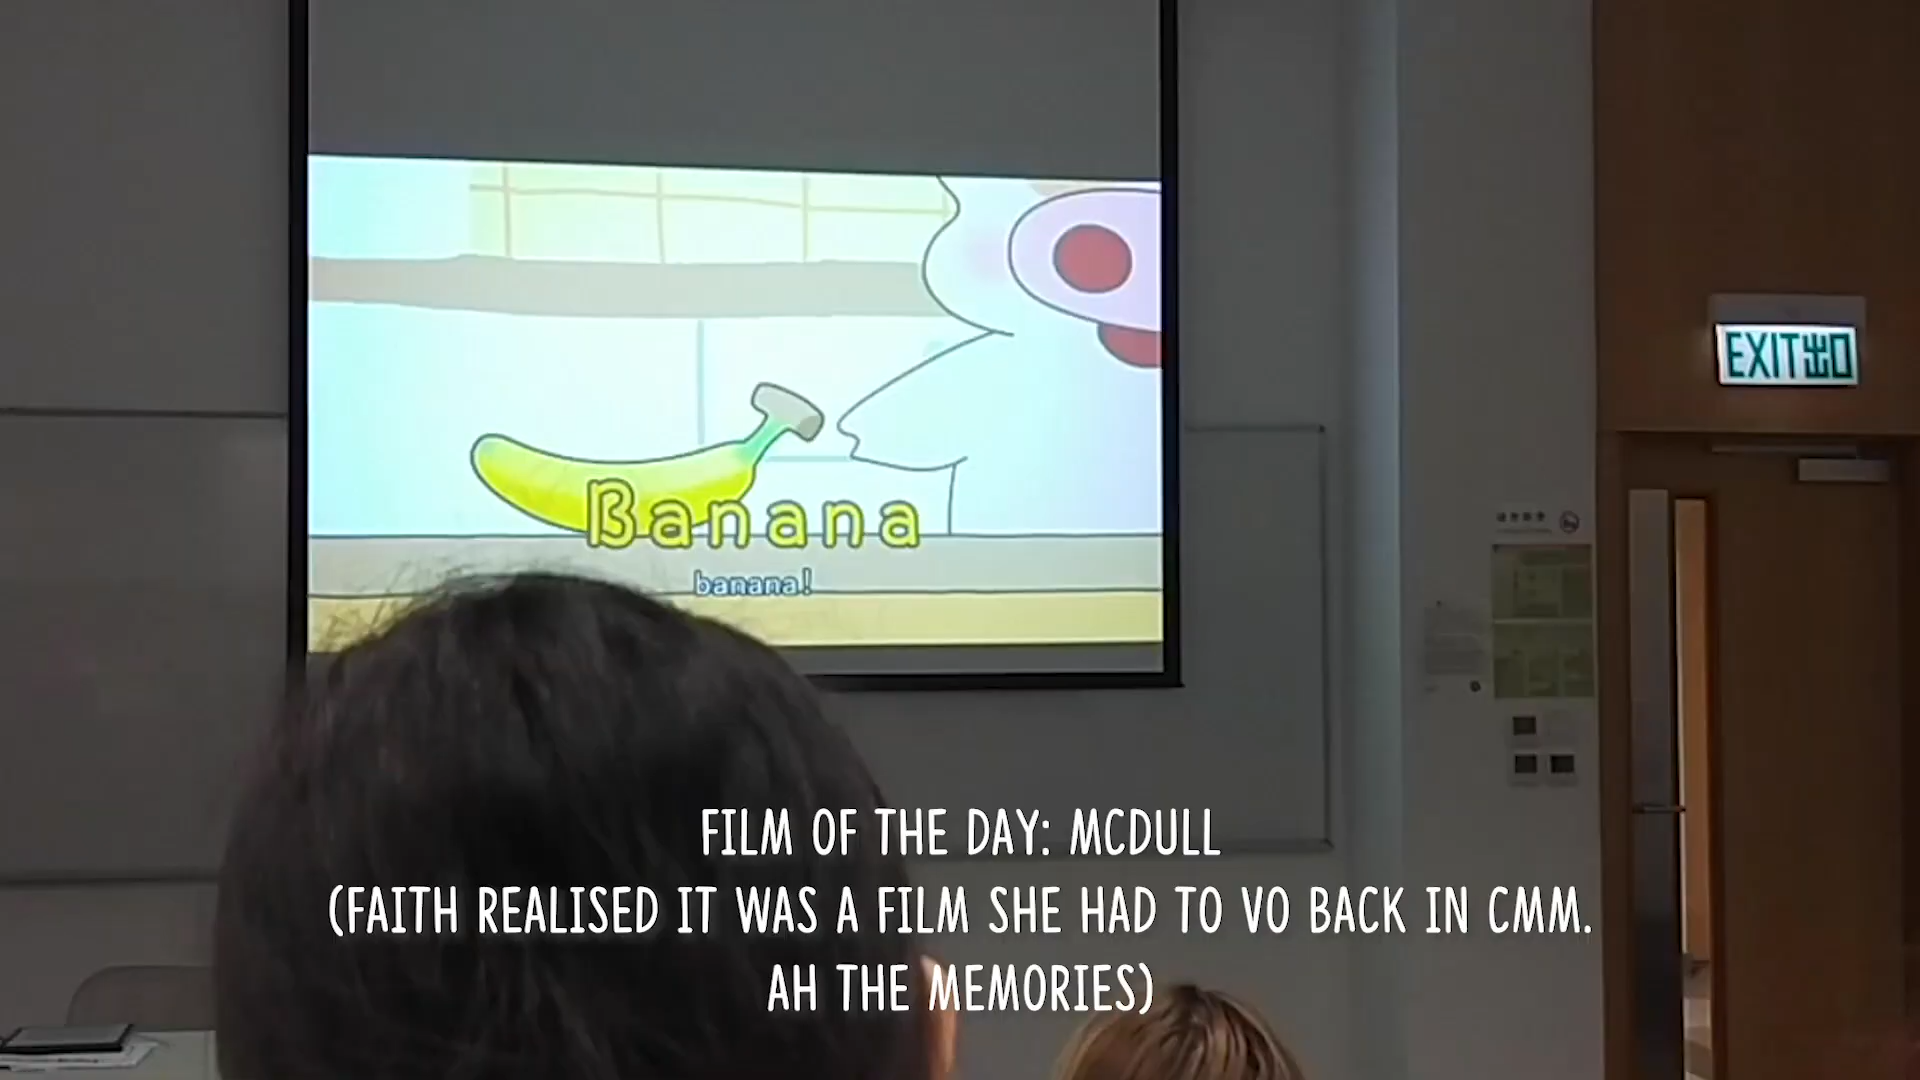 Banana
banana!
EXIT出口
FILM OF THE DAY: MCDULL
(FAITH REALISED IT WAS A FILM SHE HAD TO VO BACK IN CMM.
AH THE MEMORIES)